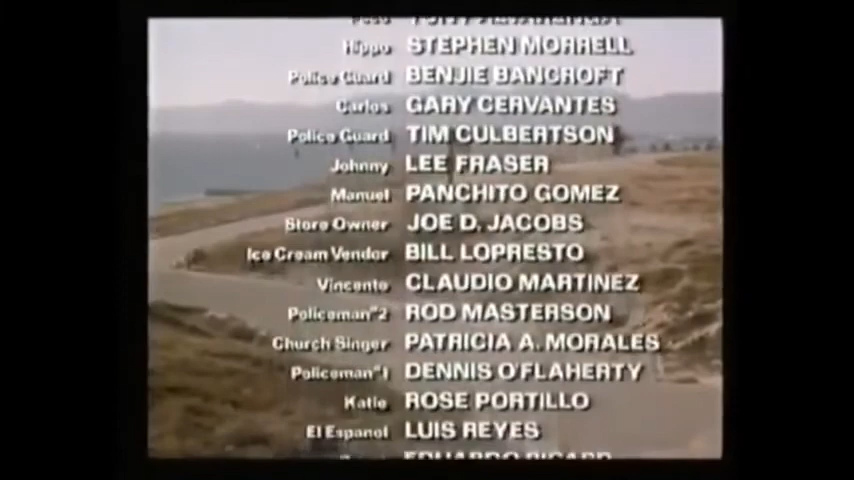 Hippo STEPHEN MORRELL
Police Guard BENJIE BANCROFT
Carlos GARY CERVANTES
Police Guard TIM CULBERTSON
Johnny LEE FRASER
Manuel PANCHITO GOMEZ
Store Owner JOE D. JACOBS
Ice Cream Vendor BILL LOPRESTO
Vincente CLAUDIO MARTINEZ
Policeman #2 ROD MASTERSON
Church Singer PATRICIA A. MORALES
Policeman #1 DENNIS O'FLAHERTY
Katie ROSE PORTILLO
El Espanol LUIS REYES
EDUARDO RICARD